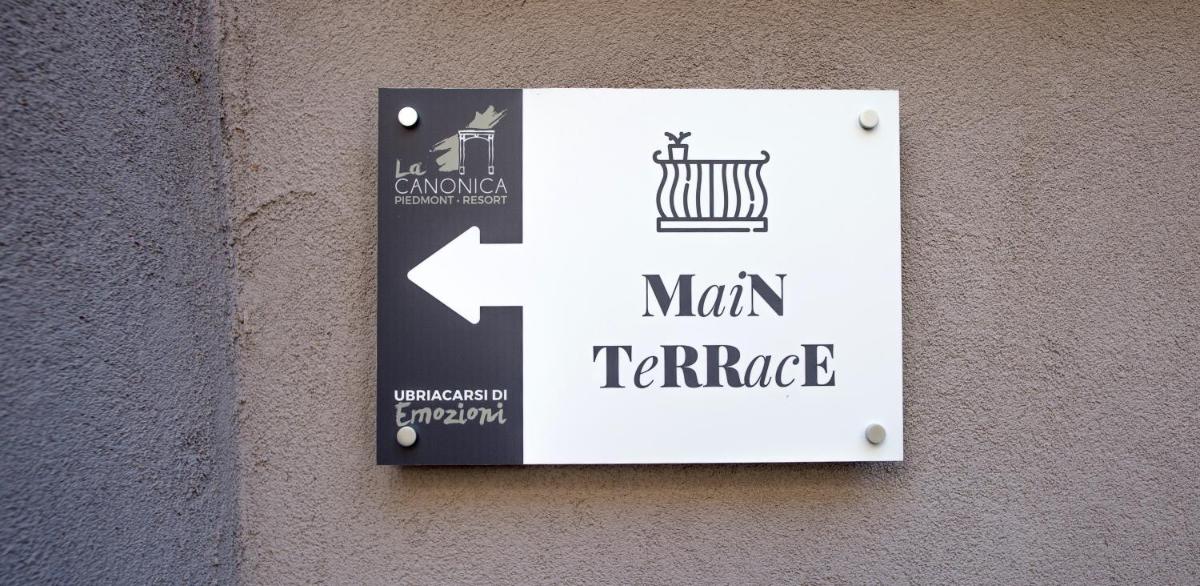 La
CANONICA
PIEDMONT • RESORT
UBRIACARSI DI
Emozioni
MaiN
TeRRacE